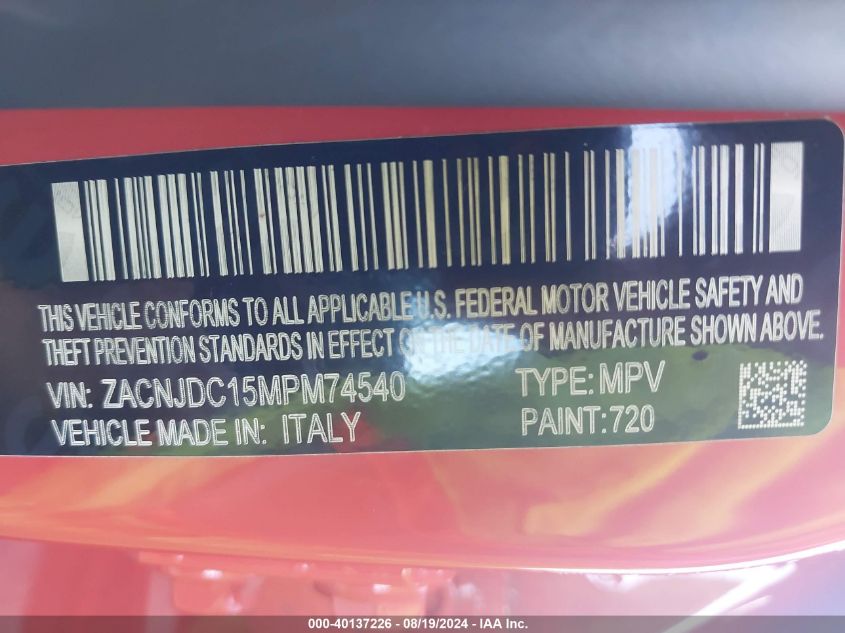 THIS VEHICLE CONFORMS TO ALL APPLICABLE U.S. FEDERAL MOTOR VEHICLE SAFETY AND
THEFT PREVENTION STANDARDS IN EFFECT ON THE DATE OF MANUFACTURE SHOWN ABOVE.
VIN: ZACNJDC15MPM74540 TYPE: MPV
VEHICLE MADE IN: ITALY PAINT:720
000-40137226 - 08/19/2024 - IAA Inc.